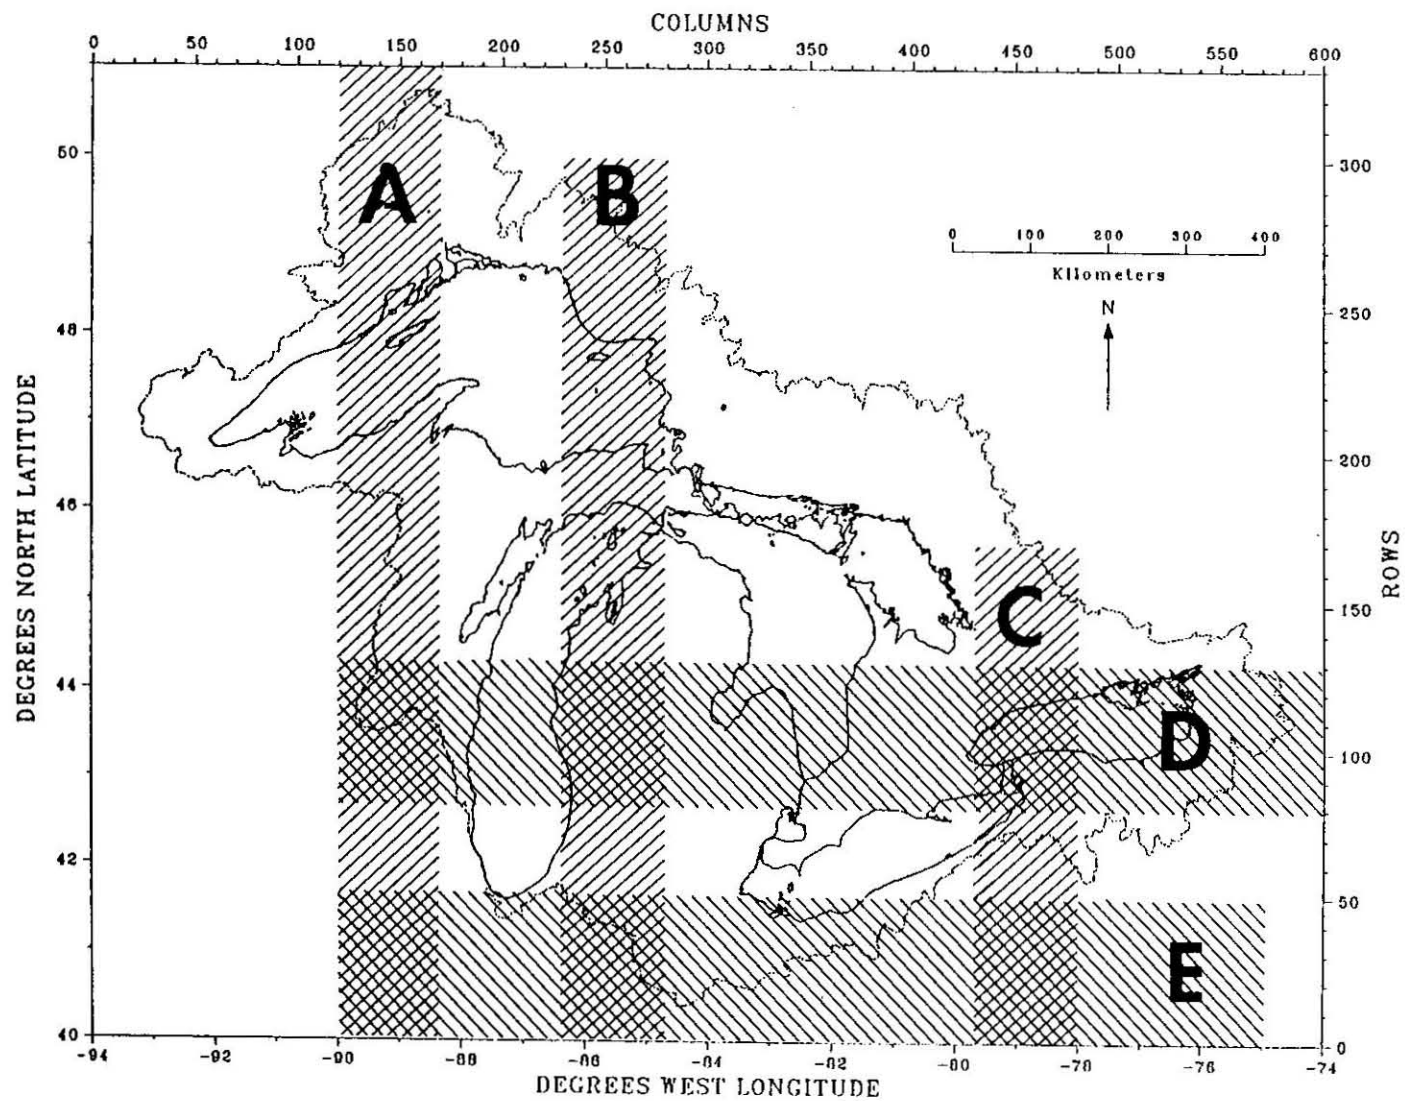 COLUMNS
0 50 100 150 200 250 300 350 400 450 500 550 600
A B
50 300
0 100 200 300 400
Kilometers
N
48 250
200
46
DEGREES NORTH LATITUDE
ROWS
C
150
44
D
100
42
50
E
40 0
-94 -92 -90 -88 -86 -84 -82 -80 -78 -76 -74
DEGREES WEST LONGITUDE